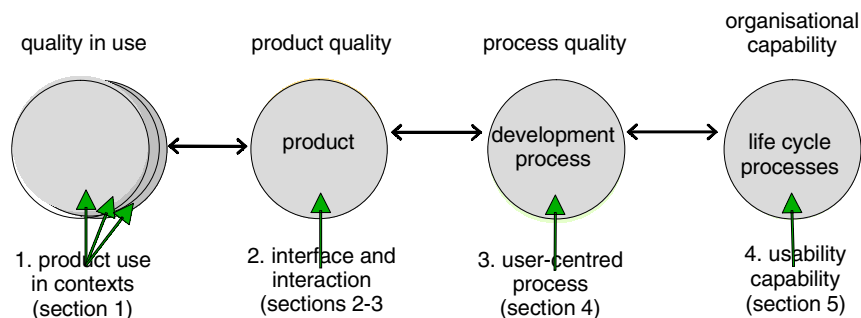 quality in use
product quality
process quality
organisational
capability
product
development
process
life cycle
processes
1. product use
in contexts
(section 1)
2. interface and
interaction
(sections 2-3
3. user-centred
process
(section 4)
4. usability
capability
(section 5)